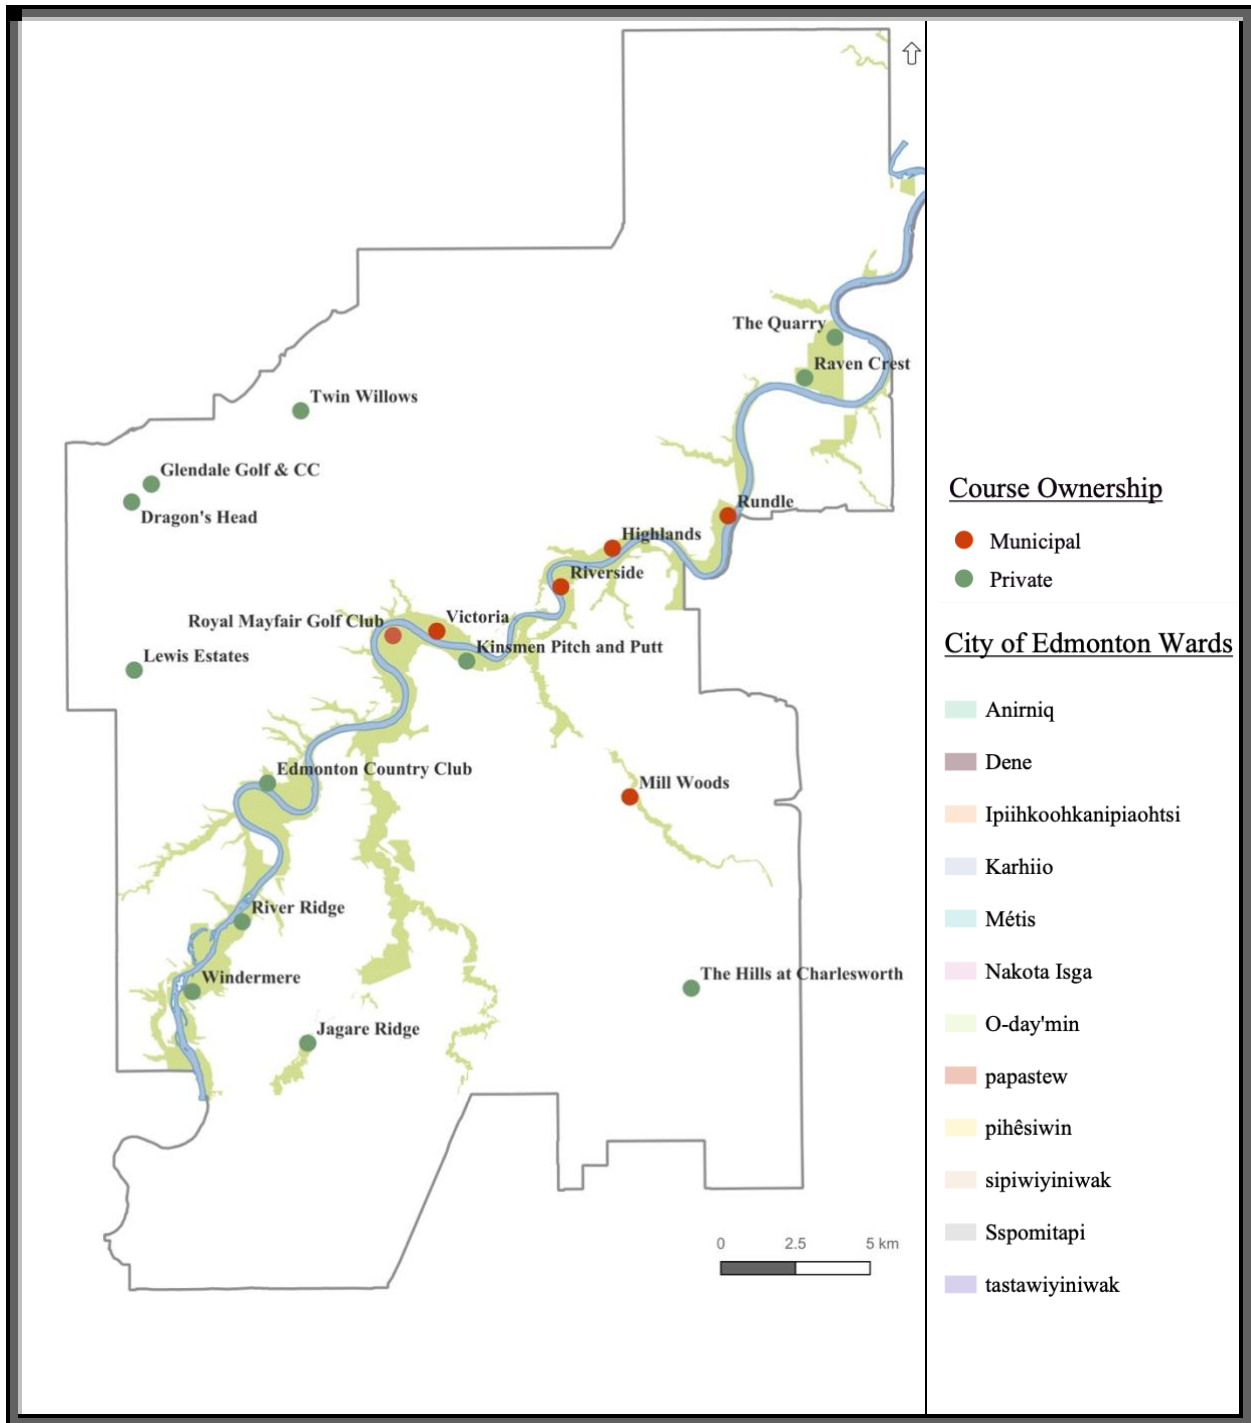 The Quarry
Raven Crest
Twin Willows
Glendale Golf & CC
Dragon's Head
Rundle
Highlands
Riverside
Victoria
Royal Mayfair Golf Club
Kinsmen Pitch and Putt
Lewis Estates
Edmonton Country Club
Mill Woods
River Ridge
Windermere
The Hills at Charlesworth
Jagare Ridge
0 2.5 5 km
Course Ownership
Municipal
Private
City of Edmonton Wards
Anirniq
Dene
Ipiihkoohkanipiaohtsi
Karhiio
Métis
Nakota Isga
O-day'min
papastew
pihêsiwin
sipiwiyiniwak
Sspomitapi
tastawiyiniwak